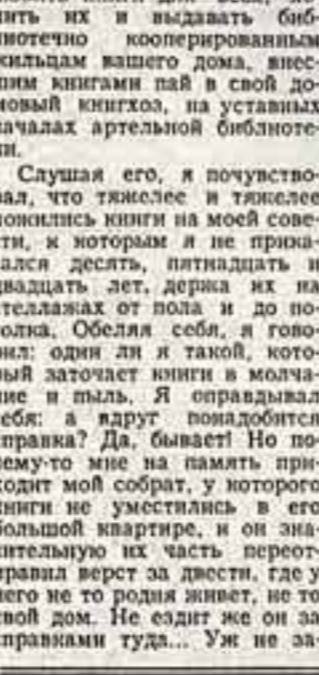 нить их и выдавать биб-
лиотечно кооперированным
жильцам вашего дома, внес-
шим книгами пай в свой до-
мовый книгхоз, на уставных
началах артельной библиоте-
ки.
Слушая его, я почувство-
вал, что тяжелее и тяжелее
ложились книги на моей сове-
сти, к которым я не прика-
сался десять, пятнадцать и
двадцать лет, держа их на
стеллажах от пола и до по-
толка. Обеляя себя, я гово-
рил: один ли я такой, кото-
рый заточает книги в молча-
ние и пыль. Я оправдывал
себя: а вдруг понадобится
справка? Да, бывает! Но по-
чему-то мне на память при-
ходит мой собрат, у которого
книги не уместились в его
большой квартире, и он зна-
чительную их часть переот-
правил верст за двести, где у
него не то родня живет, не то
свой дом. Не ездит же он за
справками туда... Уж не за-